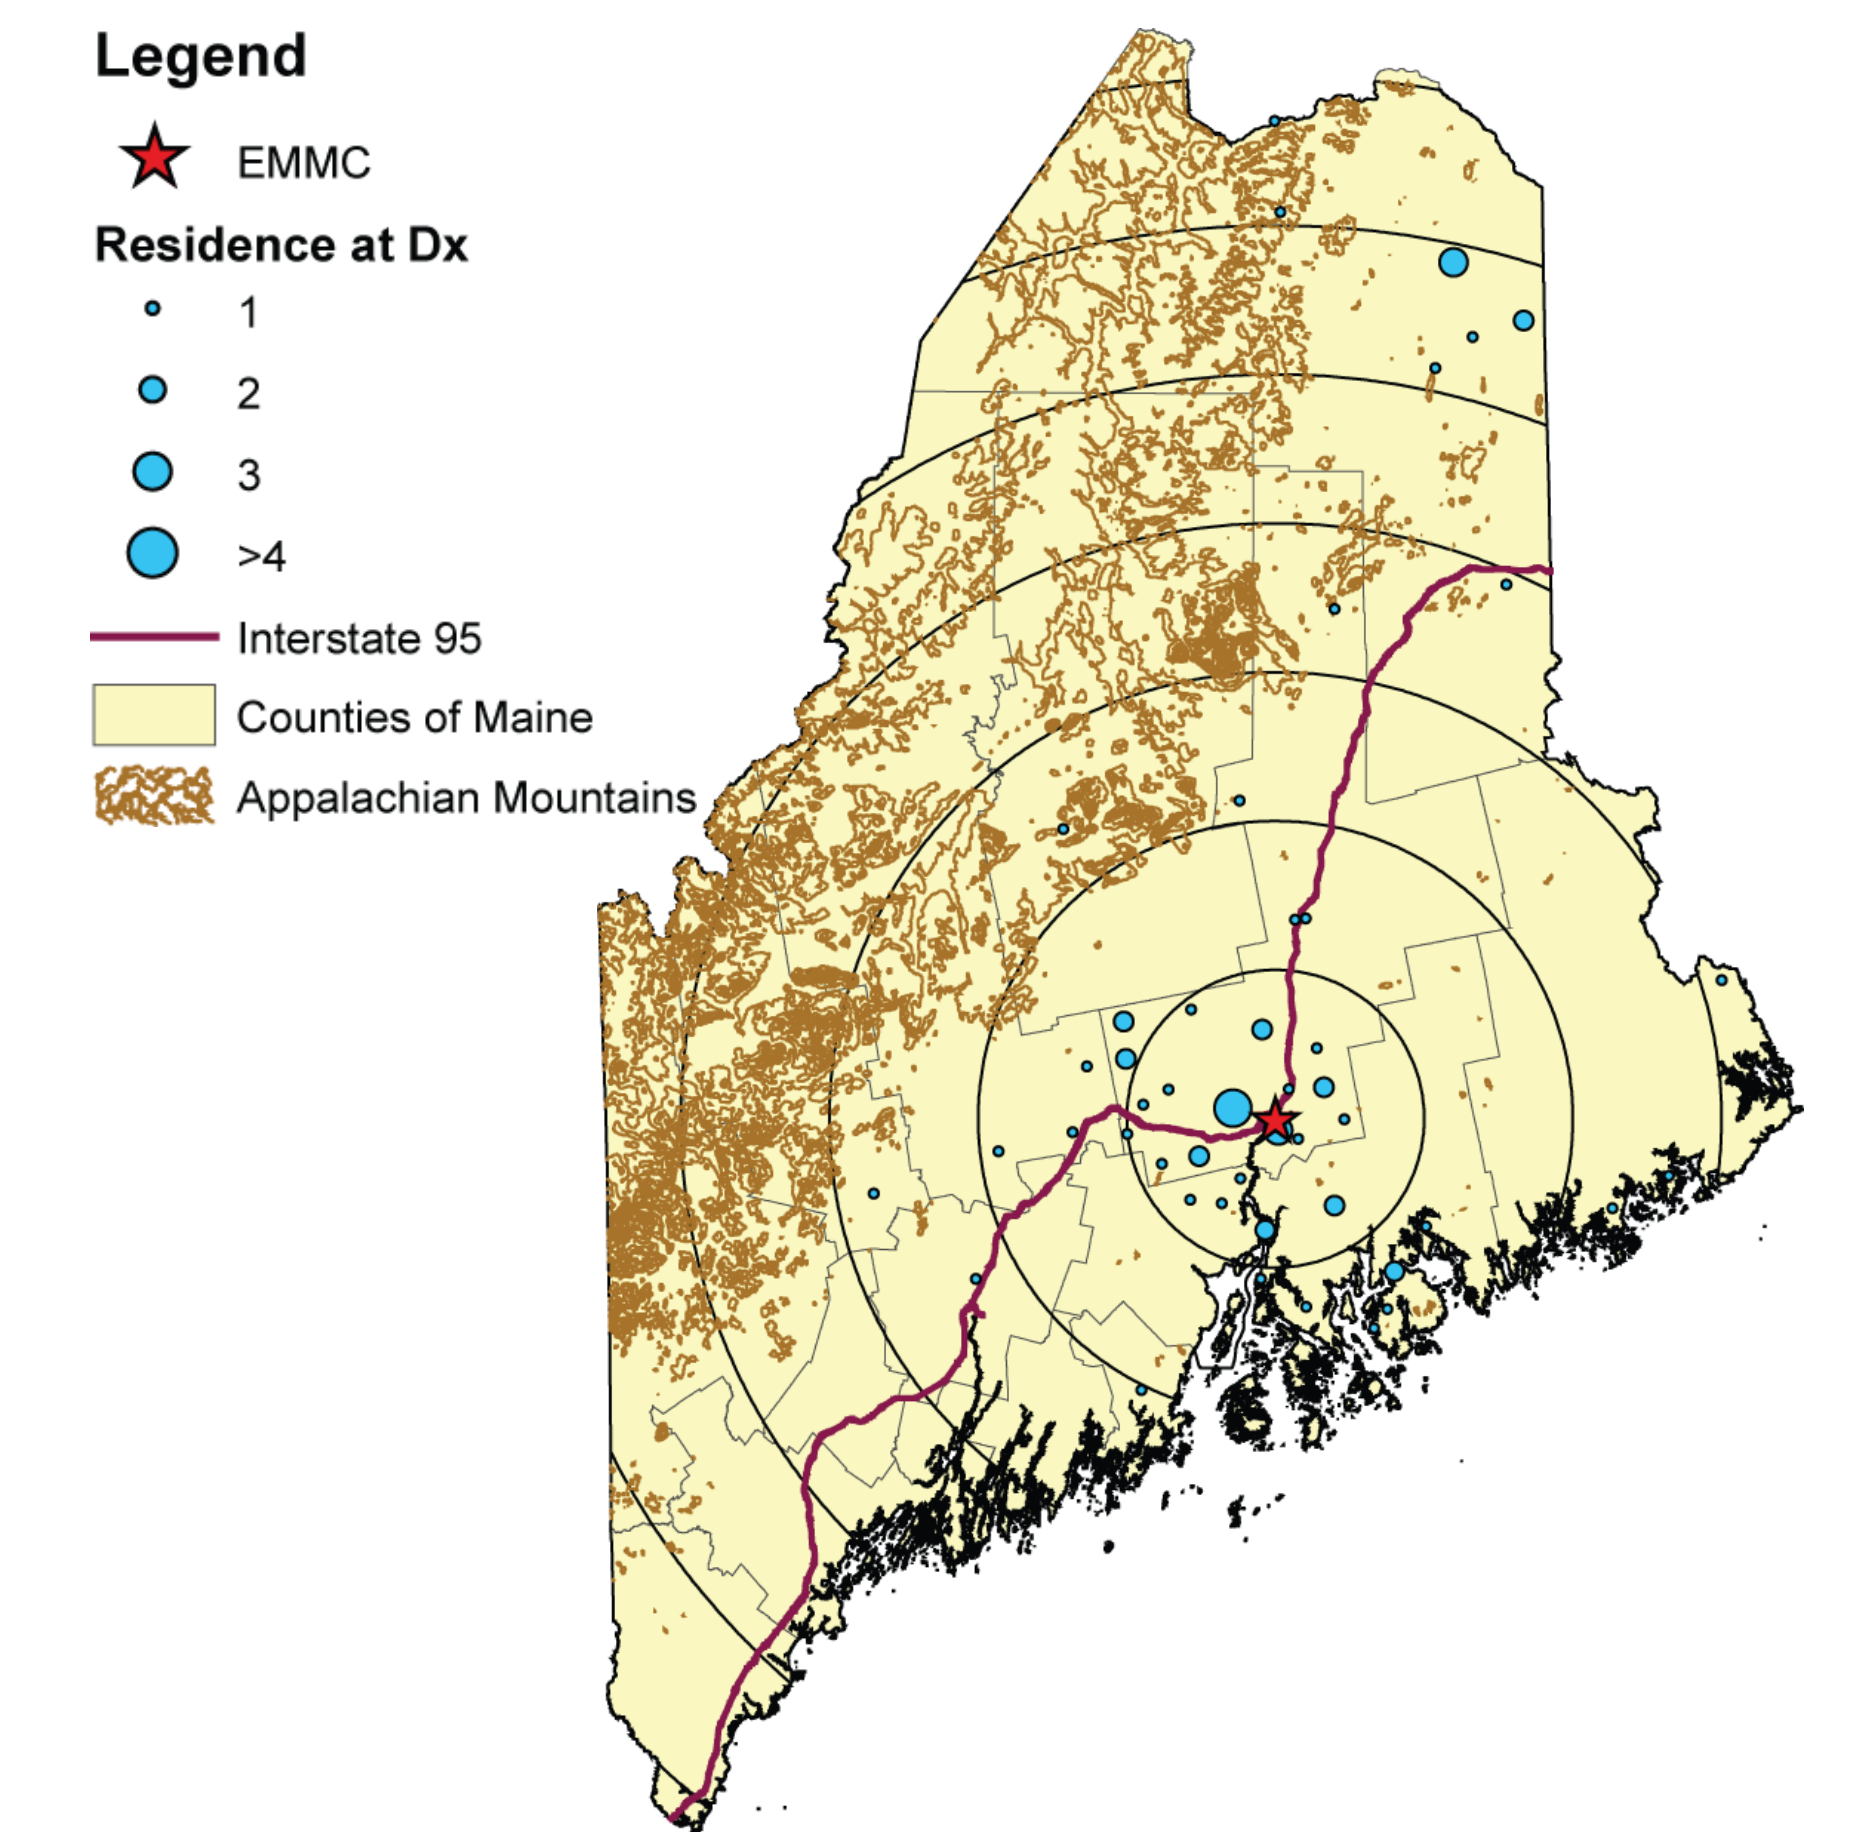 Legend
EMMC
Residence at Dx
1
2
3
>4
Interstate 95
Counties of Maine
Appalachian Mountains